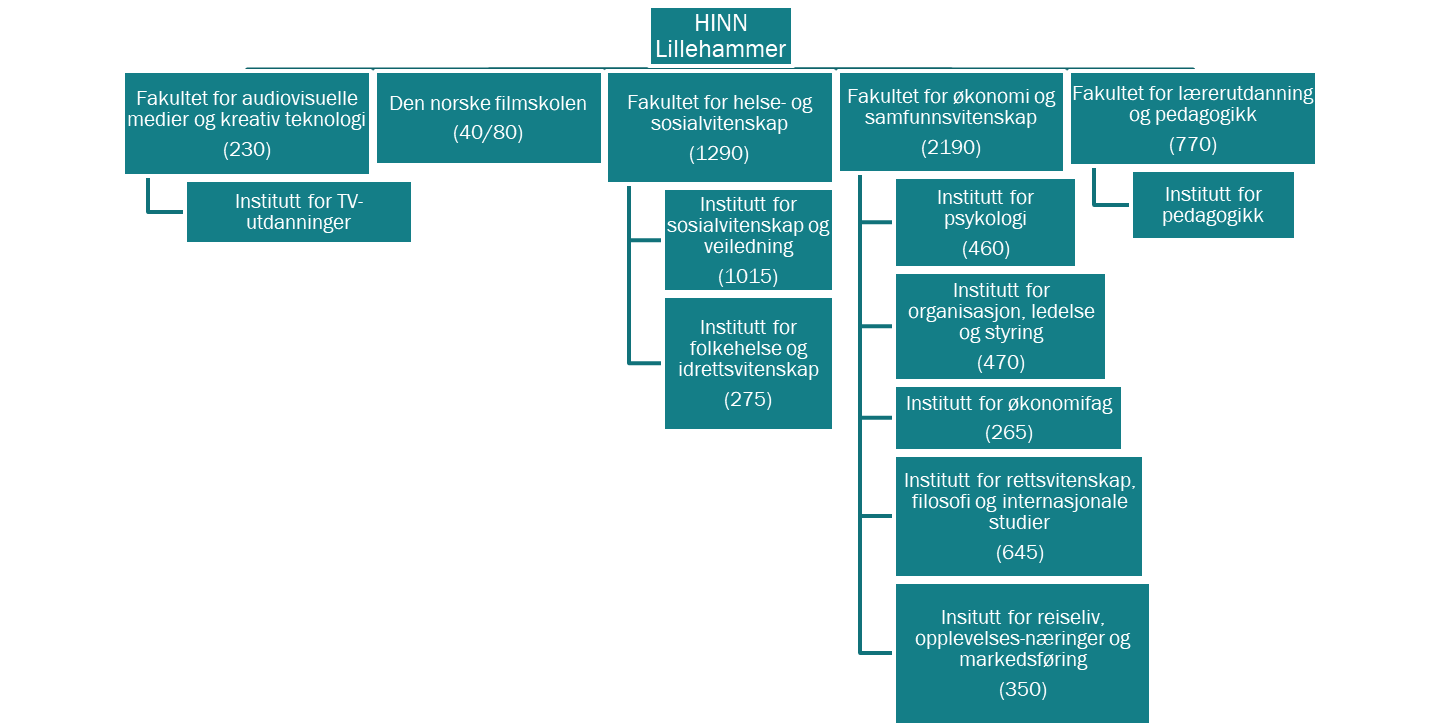 HINN
Lillehammer
Fakultet for audiovisuelle
medier og kreativ teknologi
(230)
Institutt for TV-
utdanninger
Den norske filmskolen
(40/80)
Fakultet for helse- og
sosialvitenskap
(1290)
Institutt for
sosialvitenskap og
veiledning
(1015)
Institutt for
folkehelse og
idrettsvitenskap
(275)
Fakultet for økonomi og
samfunnsvitenskap
(2190)
Institutt for
psykologi
(460)
Institutt for
organisasjon, ledelse
og styring
(470)
Institutt for økonomifag
(265)
Institutt for rettsvitenskap,
filosofi og internasjonale
studier
(645)
Insitutt for reiseliv,
opplevelses-næringer og
markedsføring
(350)
Fakultet for lærerutdanning
og pedagogikk
(770)
Institutt for
pedagogikk